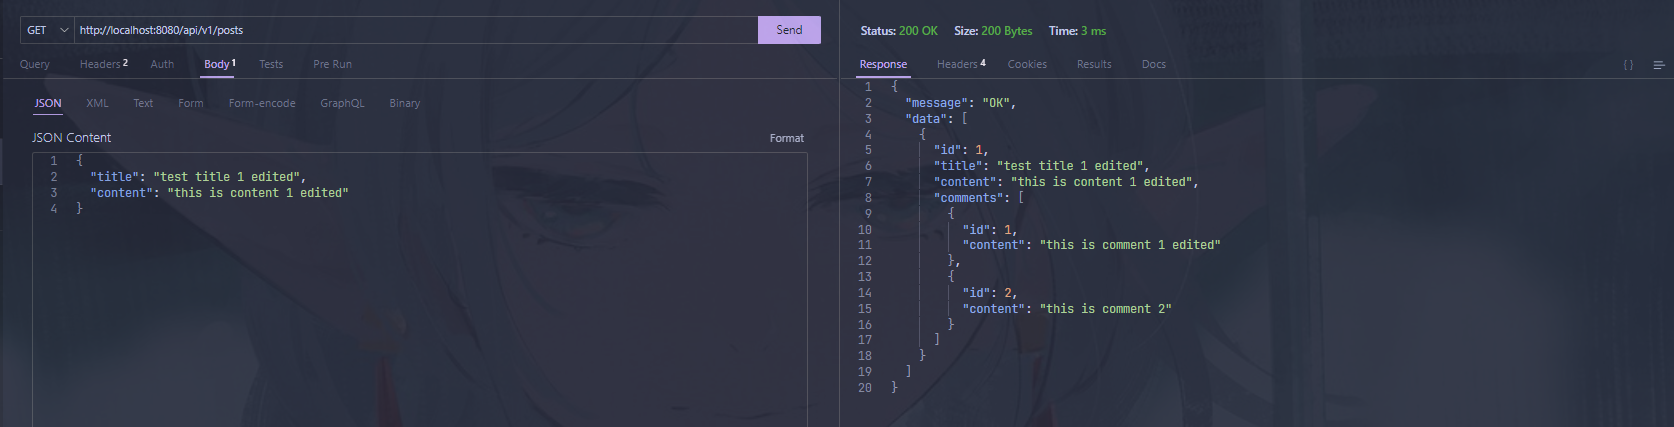 GET http://localhost:8080/api/v1/posts Send
Query Headers 2 Auth Body 1 Tests Pre Run
JSON XML Text Form Form-encode GraphQL Binary
JSON Content Format
1 {
2 "title": "test title 1 edited",
3 "content": "this is content 1 edited"
4 }
Status: 200 OK Size: 200 Bytes Time: 3 ms
Response Headers 4 Cookies Results Docs { }
1 {
2 "message": "OK",
3 "data": [
4 {
5 "id": 1,
6 "title": "test title 1 edited",
7 "content": "this is content 1 edited",
8 "comments": [
9 {
10 "id": 1,
11 "content": "this is comment 1 edited"
12 },
13 {
14 "id": 2,
15 "content": "this is comment 2"
16 }
17 ]
18 }
19 ]
20 }